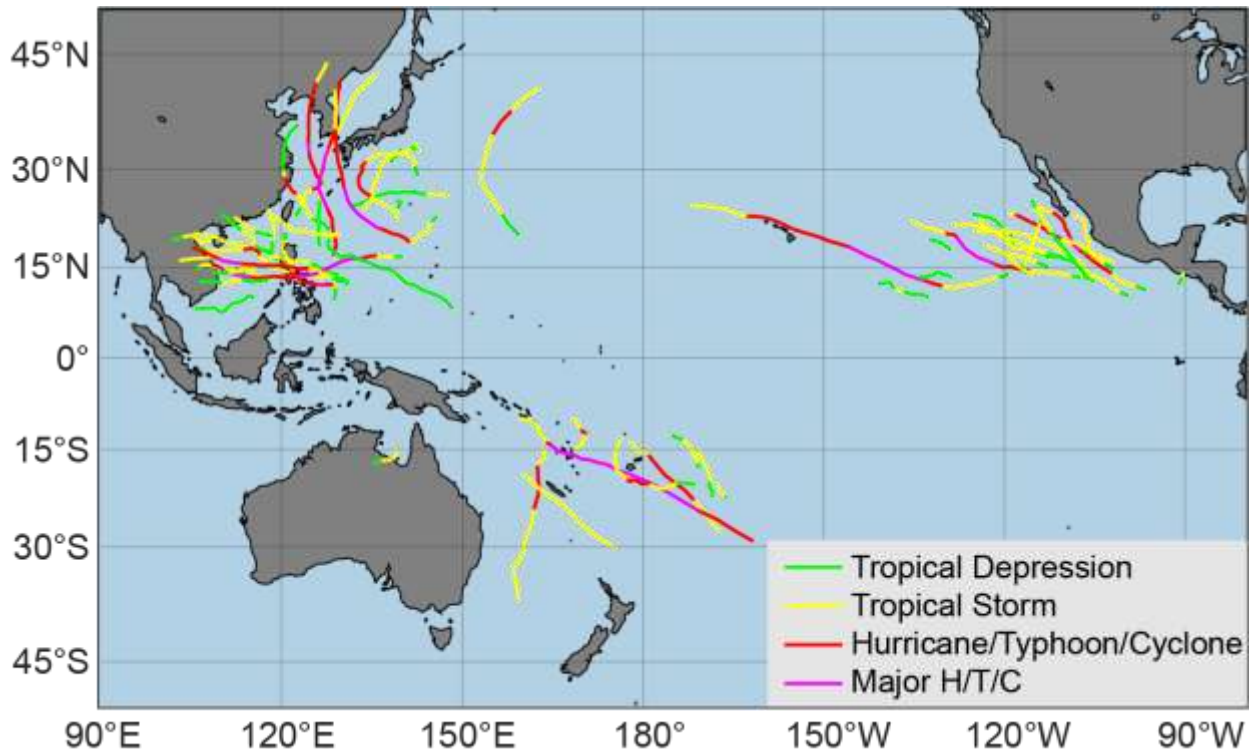 45°N
30°N
15°N
0°
15°S
30°S
45°S
Tropical Depression
Tropical Storm
Hurricane/Typhoon/Cyclone
Major H/T/C
90°E 120°E 150°E 180° 150°W 120°W 90°W